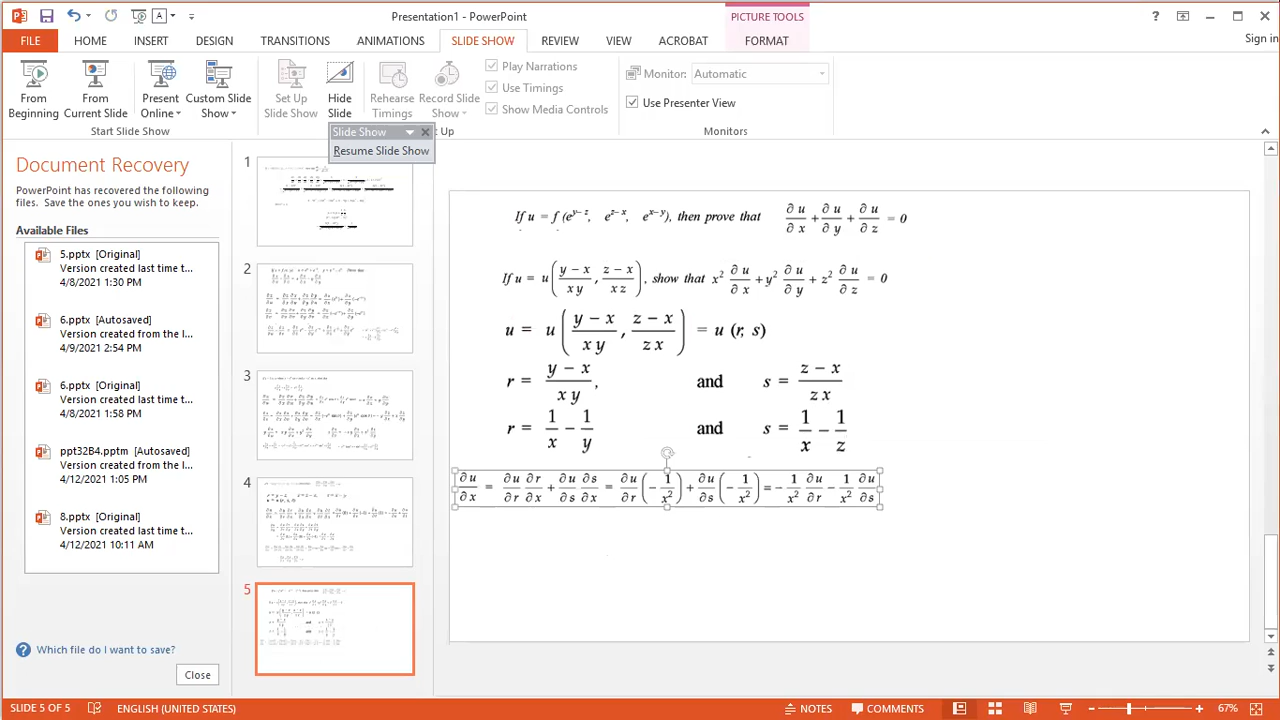 Presentation1 - PowerPoint
PICTURE TOOLS
FILE HOME INSERT DESIGN TRANSITIONS ANIMATIONS SLIDE SHOW REVIEW VIEW ACROBAT FORMAT
Sign in
From Beginning
From Current Slide
Present Online
Custom Slide Show
Set Up Slide Show
Hide Slide
Rehearse Timings
Record Slide Show
Play Narrations
Use Timings
Show Media Controls
Monitor: Automatic
Use Presenter View
Start Slide Show
t Up
Monitors
Slide Show
Resume Slide Show
Document Recovery
PowerPoint has recovered the following
files. Save the ones you wish to keep.
Available Files
5.pptx [Original]
Version created last time t...
4/8/2021 1:30 PM
6.pptx [Autosaved]
Version created from the l...
4/9/2021 2:54 PM
6.pptx [Original]
Version created last time t...
4/8/2021 1:58 PM
ppt32B4.pptm [Autosaved]
Version created from the l...
4/12/2021 1:05 PM
8.pptx [Original]
Version created last time t...
4/12/2021 10:11 AM
Which file do I want to save?
Close
1
2
3
4
5
If u = f (e^{y−z}, e^{z−x}, e^{x−y}), then prove that ∂u/∂x + ∂u/∂y + ∂u/∂z = 0
If u = u((y − x)/(xy), (z − x)/(xz)), show that x² ∂u/∂x + y² ∂u/∂y + z² ∂u/∂z = 0
u = u((y − x)/(xy), (z − x)/(zx)) = u (r, s)
r = (y − x)/(xy), and s = (z − x)/(zx)
r = 1/x − 1/y and s = 1/x − 1/z
∂u/∂x = ∂u/∂r ∂r/∂x + ∂u/∂s ∂s/∂x = ∂u/∂r (− 1/x²) + ∂u/∂s (− 1/x²) = − 1/x² ∂u/∂r − 1/x² ∂u/∂s
SLIDE 5 OF 5 ENGLISH (UNITED STATES) NOTES COMMENTS 67%